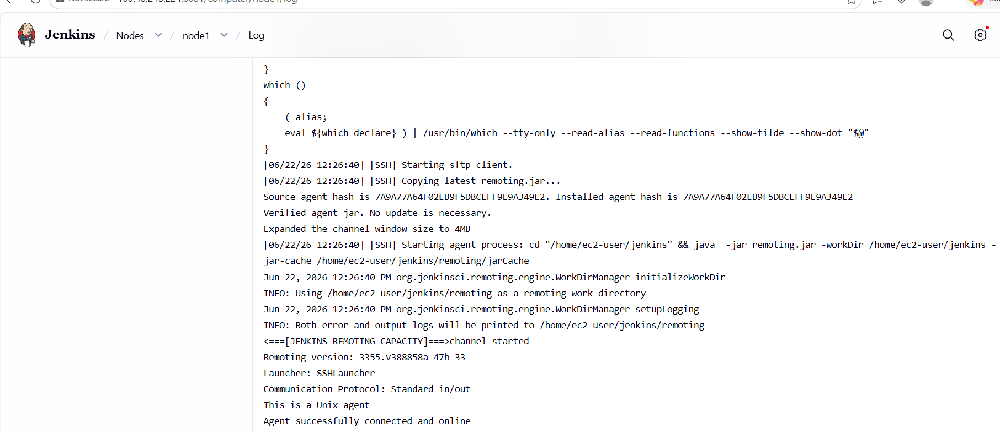 Jenkins / Nodes / node1 / Log
}
which ()
{
( alias;
eval ${which_declare} ) | /usr/bin/which --tty-only --read-alias --read-functions --show-tilde --show-dot "$@"
}
[06/22/26 12:26:40] [SSH] Starting sftp client.
[06/22/26 12:26:40] [SSH] Copying latest remoting.jar...
Source agent hash is 7A9A77A64F02EB9F5DBCEFF9E9A349E2. Installed agent hash is 7A9A77A64F02EB9F5DBCEFF9E9A349E2
Verified agent jar. No update is necessary.
Expanded the channel window size to 4MB
[06/22/26 12:26:40] [SSH] Starting agent process: cd "/home/ec2-user/jenkins" && java  -jar remoting.jar -workDir /home/ec2-user/jenkins -
jar-cache /home/ec2-user/jenkins/remoting/jarCache
Jun 22, 2026 12:26:40 PM org.jenkinsci.remoting.engine.WorkDirManager initializeWorkDir
INFO: Using /home/ec2-user/jenkins/remoting as a remoting work directory
Jun 22, 2026 12:26:40 PM org.jenkinsci.remoting.engine.WorkDirManager setupLogging
INFO: Both error and output logs will be printed to /home/ec2-user/jenkins/remoting
<===[JENKINS REMOTING CAPACITY]===>channel started
Remoting version: 3355.v388858a_47b_33
Launcher: SSHLauncher
Communication Protocol: Standard in/out
This is a Unix agent
Agent successfully connected and online